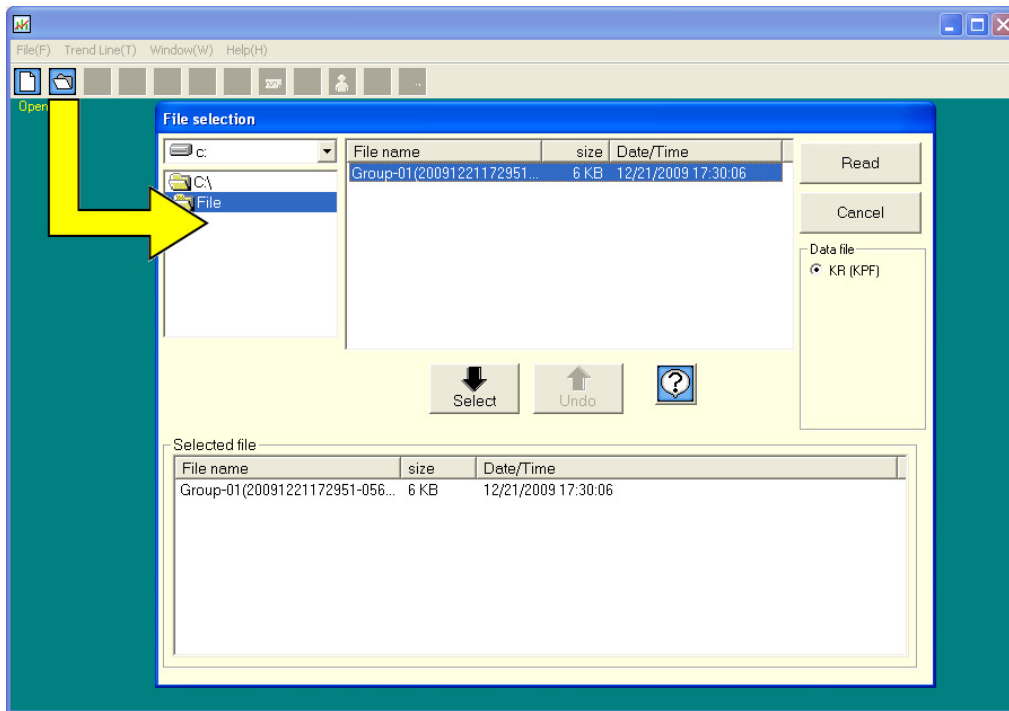 File(F) Trend Line(T) Window(W) Help(H)
Open
File selection
c:
C:\
File
File name size Date/Time
Group-01(20091221172951... 6 KB 12/21/2009 17:30:06
Read
Cancel
Data file
KR (KPF)
Select
Undo
?
Selected file
File name size Date/Time
Group-01(20091221172951-056... 6 KB 12/21/2009 17:30:06